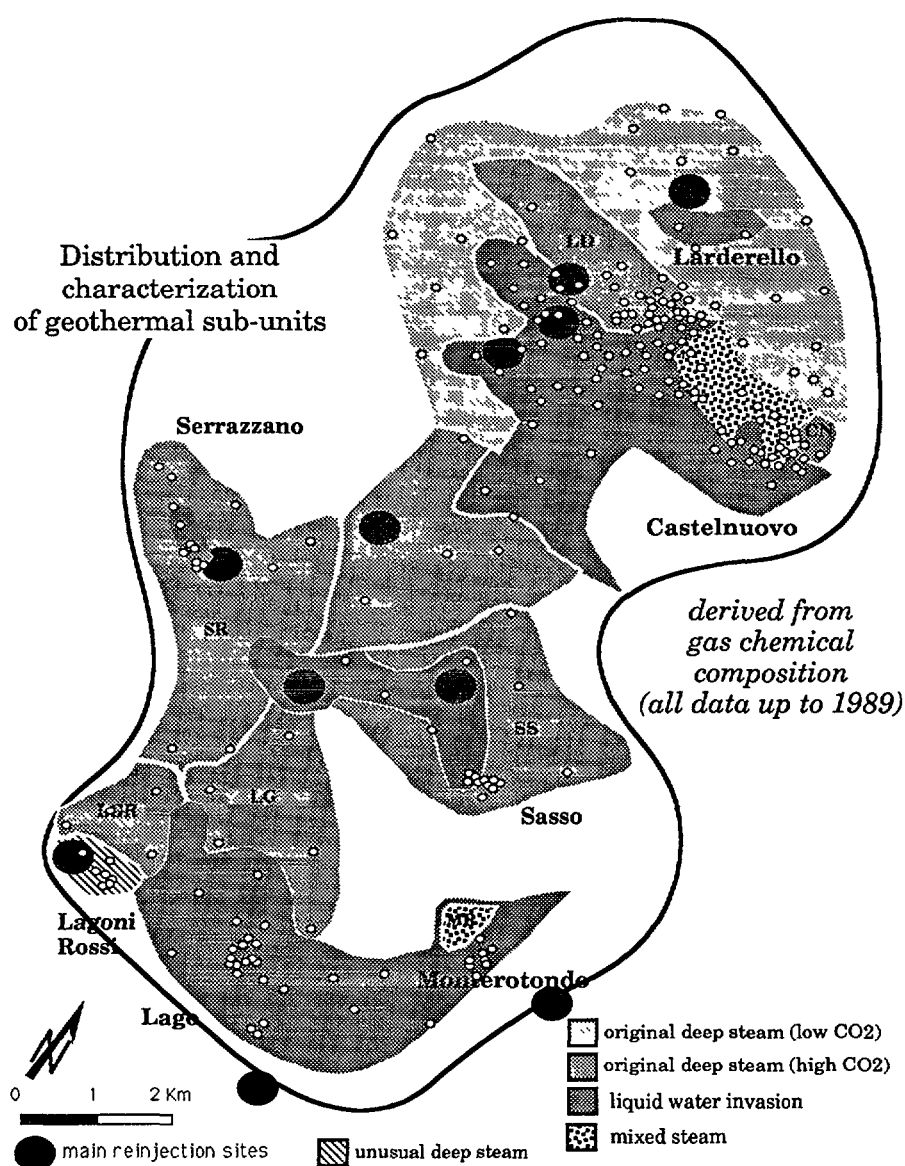 Distribution and
characterization
of geothermal sub-units
LD
Larderello
CN
Serrazzano
Castelnuovo
derived from
gas chemical
composition
(all data up to 1989)
SR
SS
Sasso
LG
Lagoni
Rossi
MR
Monterotondo
Lago
0 1 2 Km
original deep steam (low CO2)
original deep steam (high CO2)
liquid water invasion
mixed steam
main reinjection sites
unusual deep steam